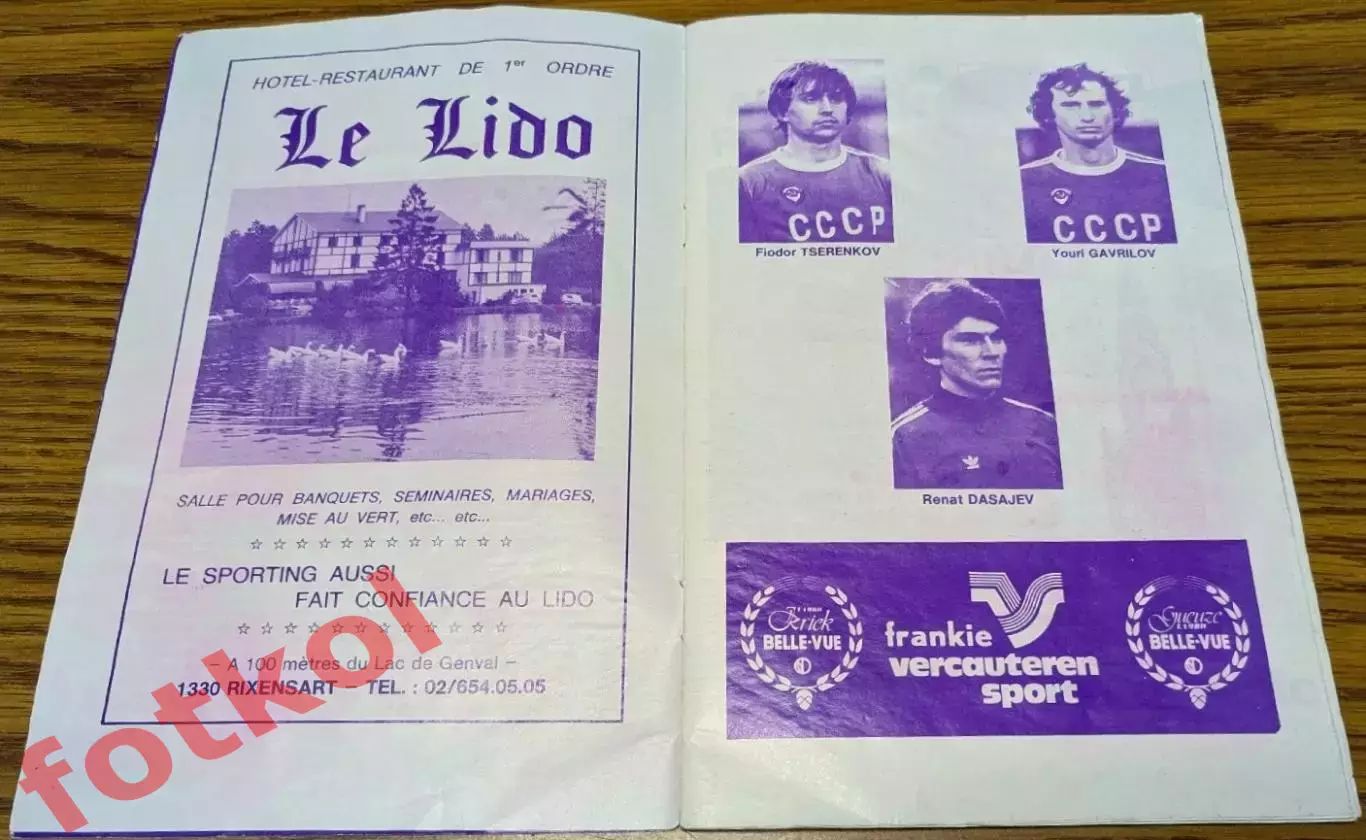 HOTEL-RESTAURANT DE 1er ORDRE
Le Lido
SALLE POUR BANQUETS, SEMINAIRES, MARIAGES,
MISE AU VERT, etc... etc...
LE SPORTING AUSSI
FAIT CONFIANCE AU LIDO
– A 100 mètres du Lac de Genval –
1330 RIXENSART TEL. : 02/654.05.05
CCCP
Fiodor TSERENKOV
CCCP
Youri GAVRILOV
Renat DASAJEV
Kriek
BELLE-VUE
frankie
vercauteren
sport
Gueuze
BELLE-VUE
fotkol